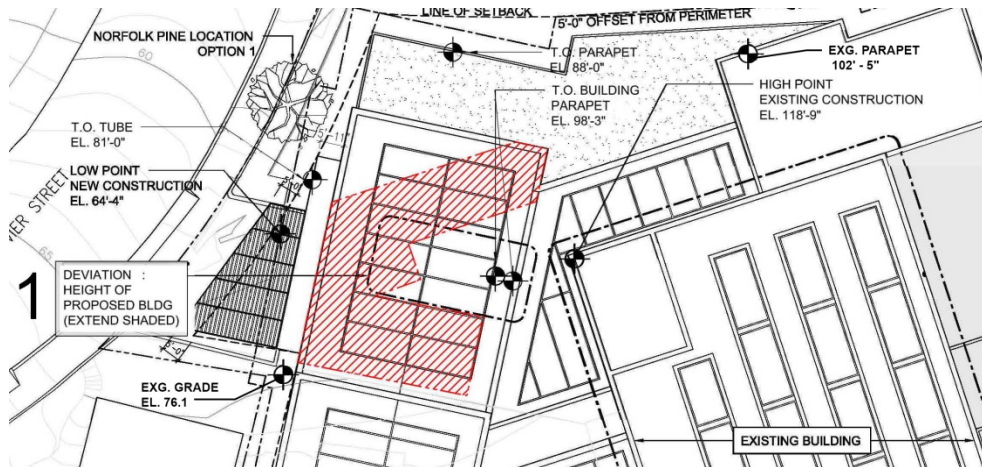 LINE OF SETBACK
5'-0" OFFSET FROM PERIMETER
NORFOLK PINE LOCATION
OPTION 1
60
T.O. PARAPET
EL. 88'-0"
EXG. PARAPET
102' - 5"
T.O. BUILDING
PARAPET
EL. 98'-3"
HIGH POINT
EXISTING CONSTRUCTION
EL. 118'-9"
T.O. TUBE
EL. 81'-0"
5'-11"
LOW POINT
NEW CONSTRUCTION
EL. 64'-4"
STREET
65
1
DEVIATION :
HEIGHT OF
PROPOSED BLDG
(EXTEND SHADED)
EXG. GRADE
EL. 76.1
EXISTING BUILDING